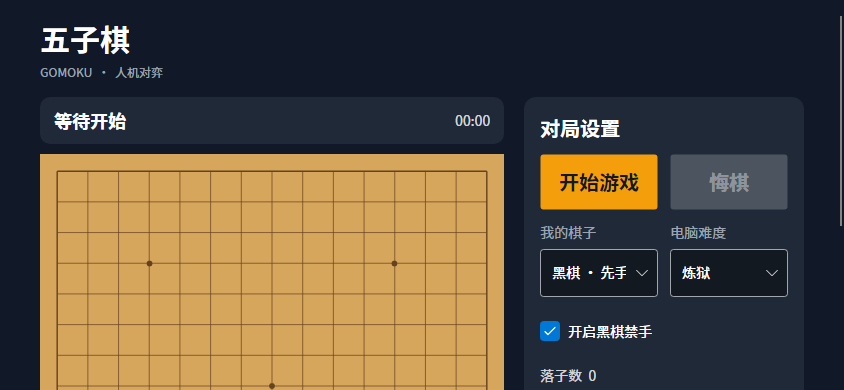 五子棋
GOMOKU · 人机对弈
等待开始 00:00
对局设置
开始游戏 悔棋
我的棋子 电脑难度
黑棋 · 先手 炼狱
开启黑棋禁手
落子数 0